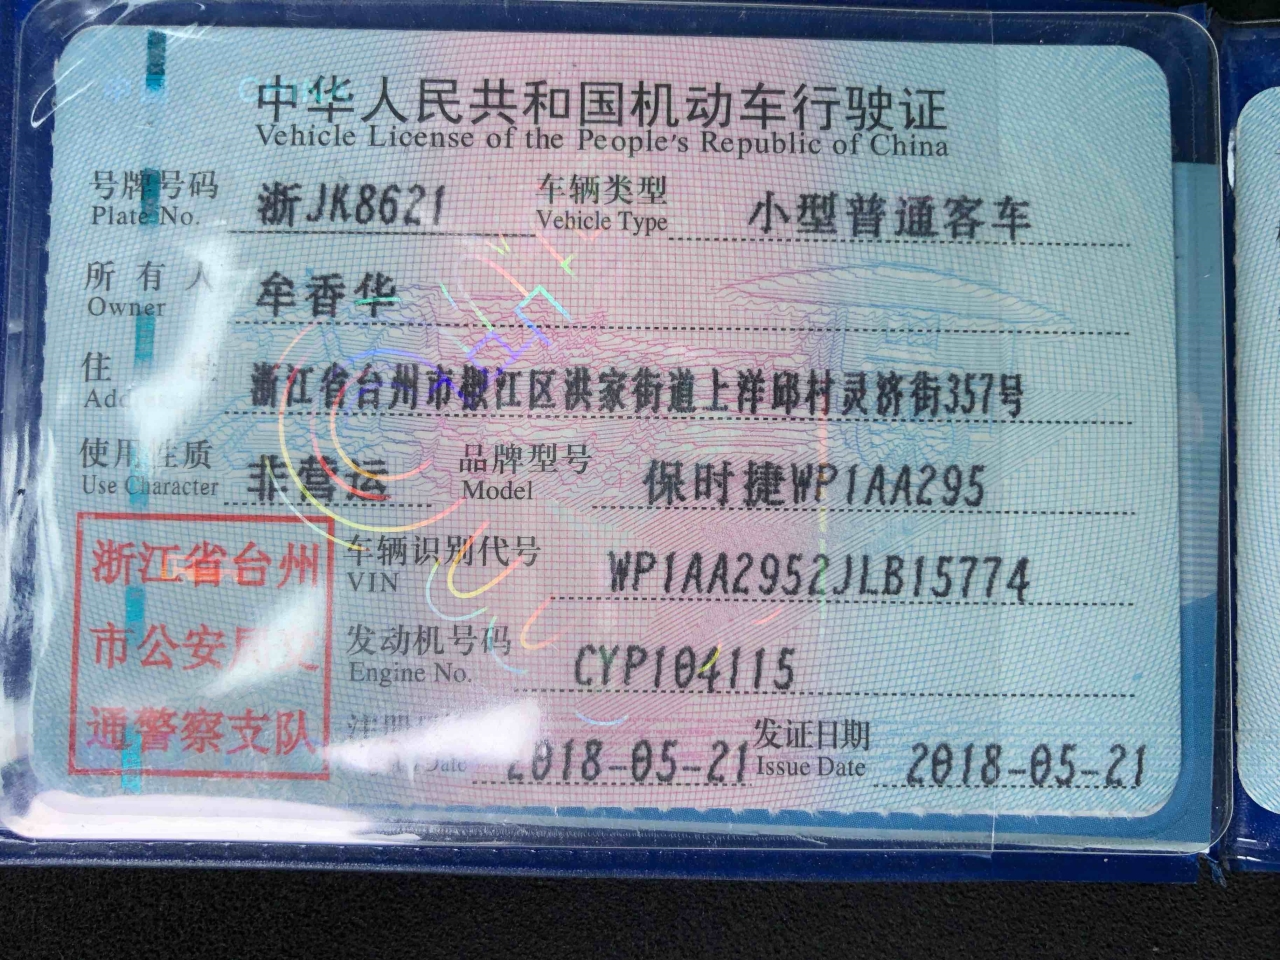 中华人民共和国机动车行驶证
Vehicle License of the People's Republic of China
号牌号码 浙JK8621 车辆类型 小型普通客车
Plate No. Vehicle Type
所有人 牟香华
Owner
住址 浙江省台州市椒江区洪家街道上洋邱村灵济街357号
Address
使用性质 非营运 品牌型号 保时捷WP1AA295
Use Character Model
浙江省台州 车辆识别代号 WP1AA2952JLB15774
VIN
市公安局交 发动机号码 CYP104115
Engine No.
通警察支队 注册 2018-05-21 发证日期 2018-05-21
Date Issue Date